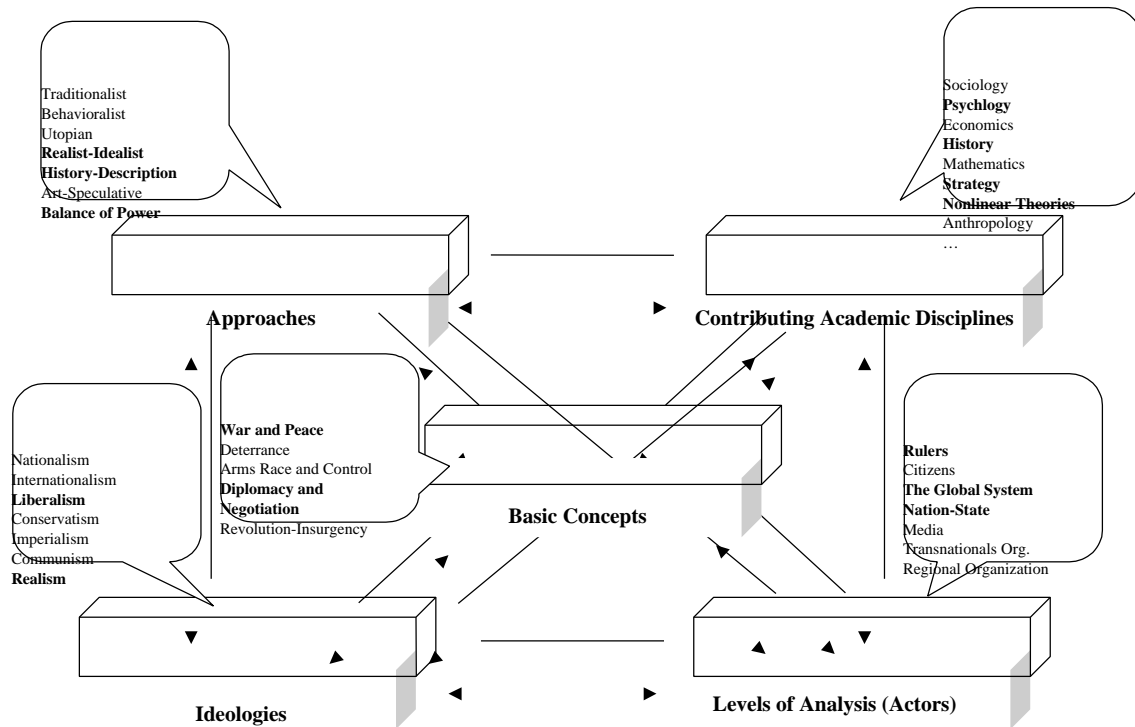 Traditionalist
Behavioralist
Utopian
Realist-Idealist
History-Description
Art-Speculative
Balance of Power
Sociology
Psychlogy
Economics
History
Mathematics
Strategy
Nonlinear Theories
Anthropology
…
Approaches
Contributing Academic Disciplines
Nationalism
Internationalism
Liberalism
Conservatism
Imperialism
Communism
Realism
War and Peace
Deterrance
Arms Race and Control
Diplomacy and
Negotiation
Revolution-Insurgency
Basic Concepts
Rulers
Citizens
The Global System
Nation-State
Media
Transnationals Org.
Regional Organization
Ideologies
Levels of Analysis (Actors)